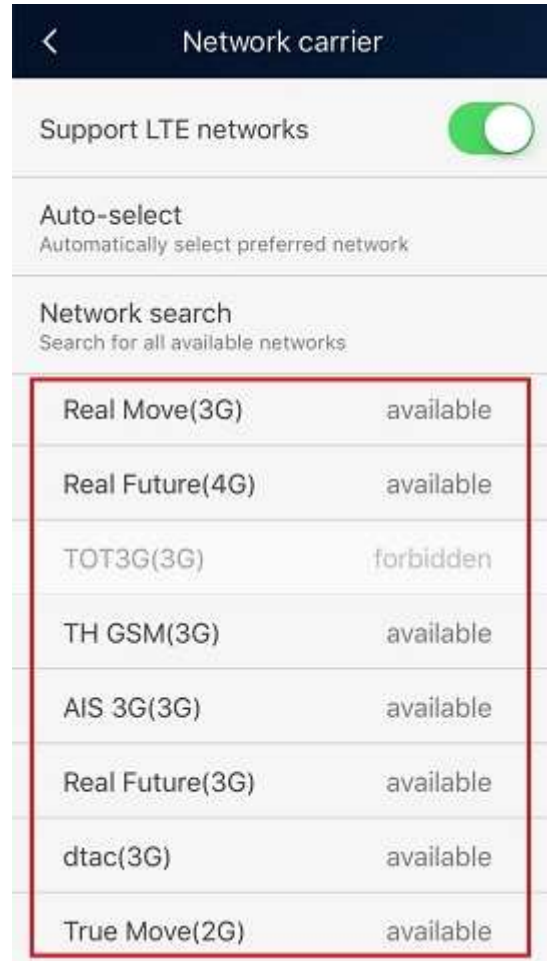 Network carrier
Support LTE networks
Auto-select
Automatically select preferred network
Network search
Search for all available networks
Real Move(3G) available
Real Future(4G) available
TOT3G(3G) forbidden
TH GSM(3G) available
AIS 3G(3G) available
Real Future(3G) available
dtac(3G) available
True Move(2G) available